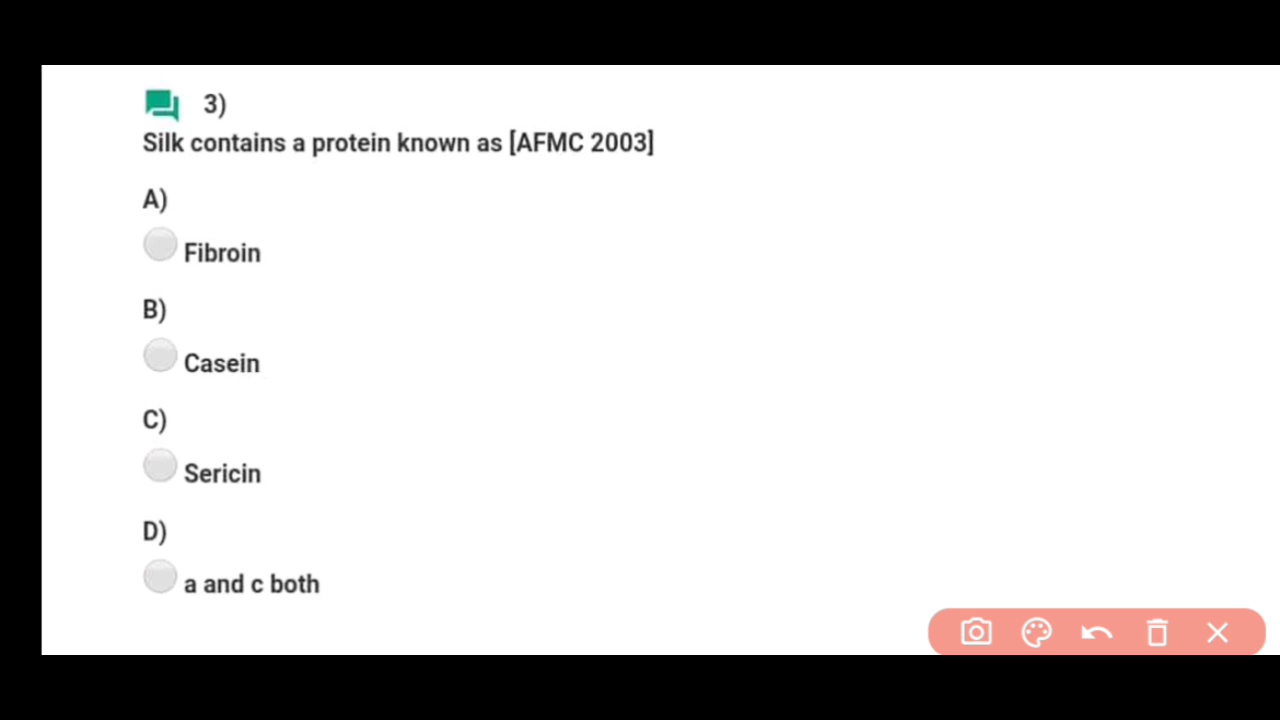 3)
Silk contains a protein known as [AFMC 2003]
A)
Fibroin
B)
Casein
C)
Sericin
D)
a and c both